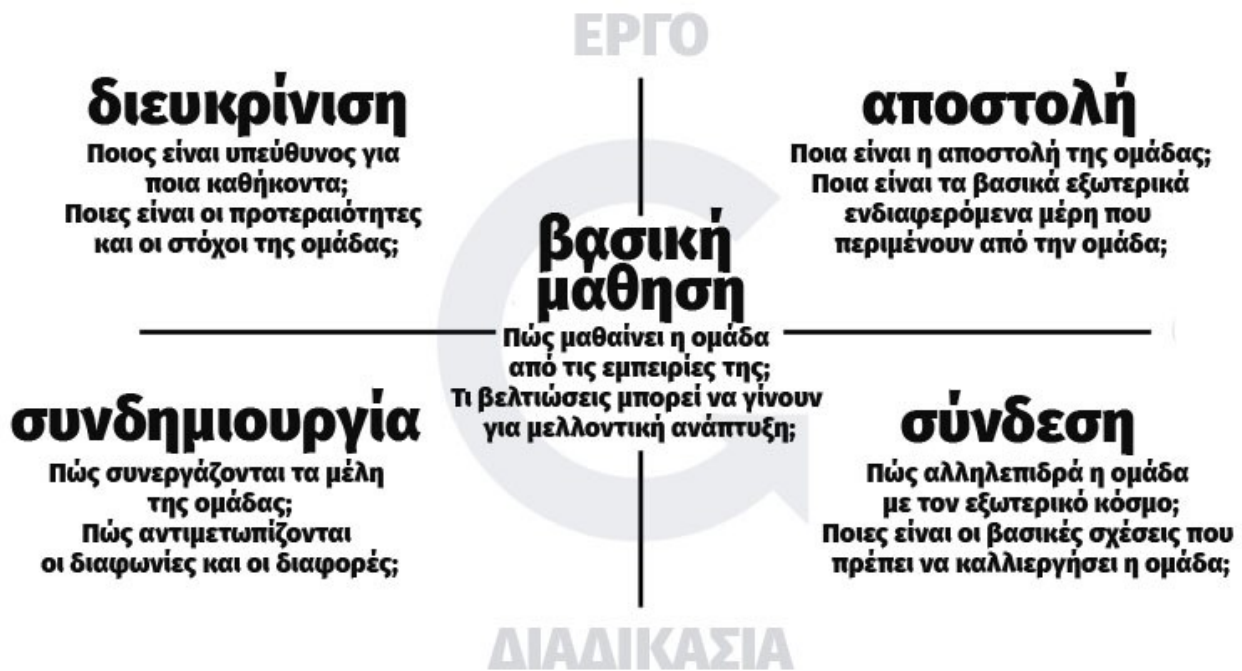 ΕΡΓΟ
διευκρίνιση
Ποιος είναι υπεύθυνος για
ποια καθήκοντα;
Ποιες είναι οι προτεραιότητες
και οι στόχοι της ομάδας;
αποστολή
Ποια είναι η αποστολή της ομάδας;
Ποια είναι τα βασικά εξωτερικά
ενδιαφερόμενα μέρη που
περιμένουν από την ομάδα;
βασική
μάθηση
Πώς μαθαίνει η ομάδα
από τις εμπειρίες της;
Τι βελτιώσεις μπορεί να γίνουν
για μελλοντική ανάπτυξη;
συνδημιουργία
Πώς συνεργάζονται τα μέλη
της ομάδας;
Πώς αντιμετωπίζονται
οι διαφωνίες και οι διαφορές;
σύνδεση
Πώς αλληλεπιδρά η ομάδα
με τον εξωτερικό κόσμο;
Ποιες είναι οι βασικές σχέσεις που
πρέπει να καλλιεργήσει η ομάδα;
ΔΙΑΔΙΚΑΣΙΑ